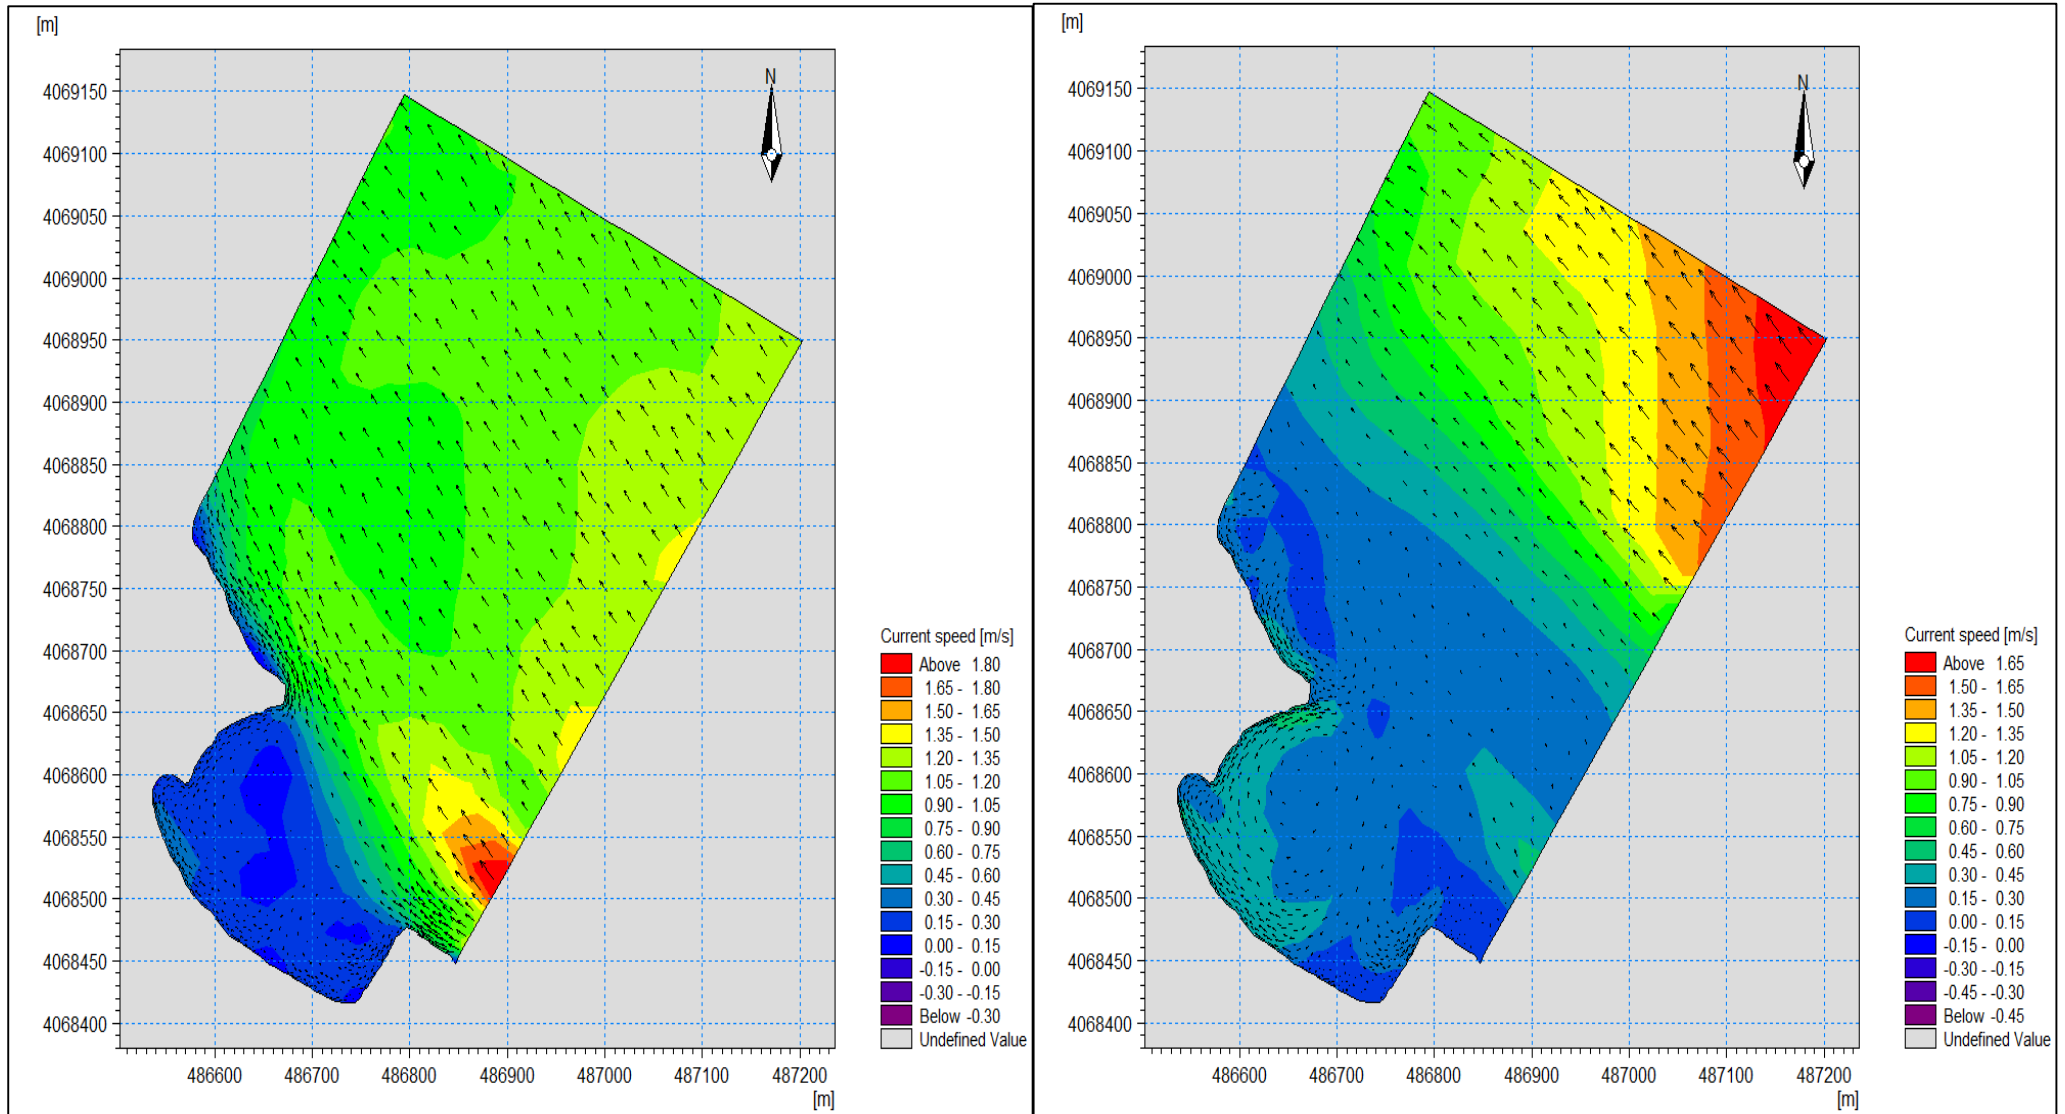 [m]
N
4069150
4069100
4069050
4069000
4068950
4068900
4068850
4068800
4068750
4068700
4068650
4068600
4068550
4068500
4068450
4068400
486600 486700 486800 486900 487000 487100 487200
[m]
Current speed [m/s]
Above 1.80
1.65 - 1.80
1.50 - 1.65
1.35 - 1.50
1.20 - 1.35
1.05 - 1.20
0.90 - 1.05
0.75 - 0.90
0.60 - 0.75
0.45 - 0.60
0.30 - 0.45
0.15 - 0.30
0.00 - 0.15
-0.15 - 0.00
-0.30 - -0.15
Below -0.30
Undefined Value
[m]
N
4069150
4069100
4069050
4069000
4068950
4068900
4068850
4068800
4068750
4068700
4068650
4068600
4068550
4068500
4068450
4068400
486600 486700 486800 486900 487000 487100 487200
[m]
Current speed [m/s]
Above 1.65
1.50 - 1.65
1.35 - 1.50
1.20 - 1.35
1.05 - 1.20
0.90 - 1.05
0.75 - 0.90
0.60 - 0.75
0.45 - 0.60
0.30 - 0.45
0.15 - 0.30
0.00 - 0.15
-0.15 - 0.00
-0.30 - -0.15
-0.45 - -0.30
Below -0.45
Undefined Value